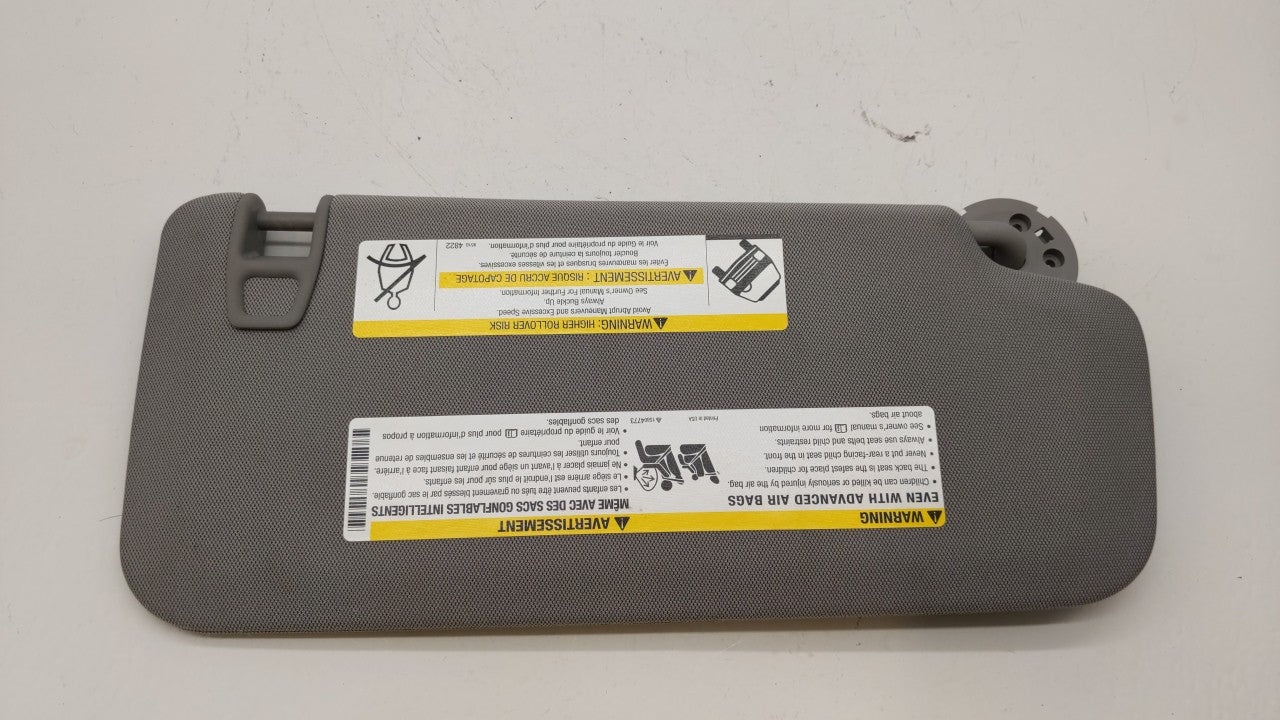 WARNING
EVEN WITH ADVANCED AIR BAGS
• Children can be killed or seriously injured by the air bag.
• The back seat is the safest place for children.
• Never put a rear-facing child seat in the front.
• Always use seat belts and child restraints.
• See owner's manual for more information
about air bags.
AVERTISSEMENT
MÊME AVEC DES SACS GONFLABLES INTELLIGENTS
• Les enfants peuvent être tués ou gravement blessés par le sac gonflable.
• Le siège arrière est l'endroit le plus sûr pour les enfants.
• Ne jamais placer à l'avant un siège pour enfant faisant face à l'arrière.
• Toujours utiliser les ceintures de sécurité et les ensembles de retenue
pour enfant.
• Voir le guide du propriétaire pour plus d'information à propos
des sacs gonflables.
Printed in USA
15904773
WARNING: HIGHER ROLLOVER RISK
Avoid Abrupt Maneuvers and Excessive Speed.
Always Buckle Up
See Owner's Manual For Further Information.
AVERTISSEMENT : RISQUE ACCRU DE CAPOTAGE
Éviter les manœuvres brusques et les vitesses excessives.
Boucler toujours la ceinture de sécurité.
Voir le Guide du propriétaire pour plus d'information.
4822